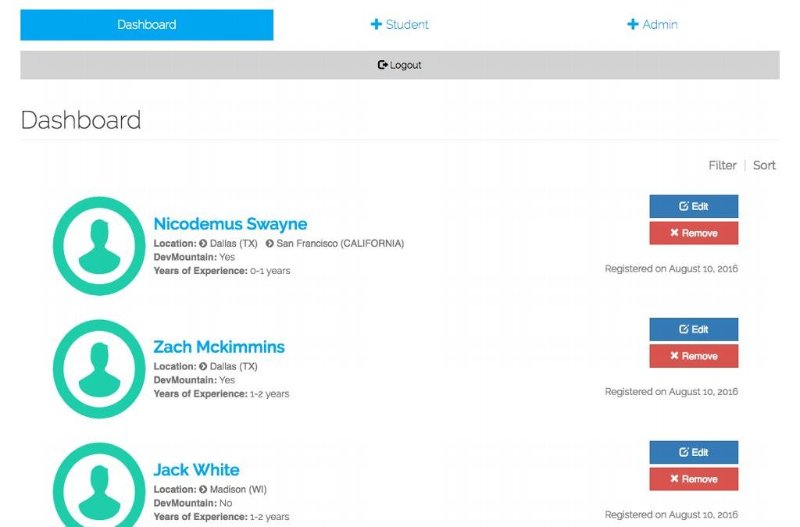 Dashboard Student Admin
Logout
Dashboard
Filter | Sort
Nicodemus Swayne
Location: Dallas (TX) San Francisco (CALIFORNIA)
DevMountain: Yes
Years of Experience: 0-1 years
Edit
Remove
Registered on August 10, 2016
Zach Mckimmins
Location: Dallas (TX)
DevMountain: Yes
Years of Experience: 1-2 years
Edit
Remove
Registered on August 10, 2016
Jack White
Location: Madison (WI)
DevMountain: No
Years of Experience: 1-2 years
Edit
Remove
Registered on August 10, 2016